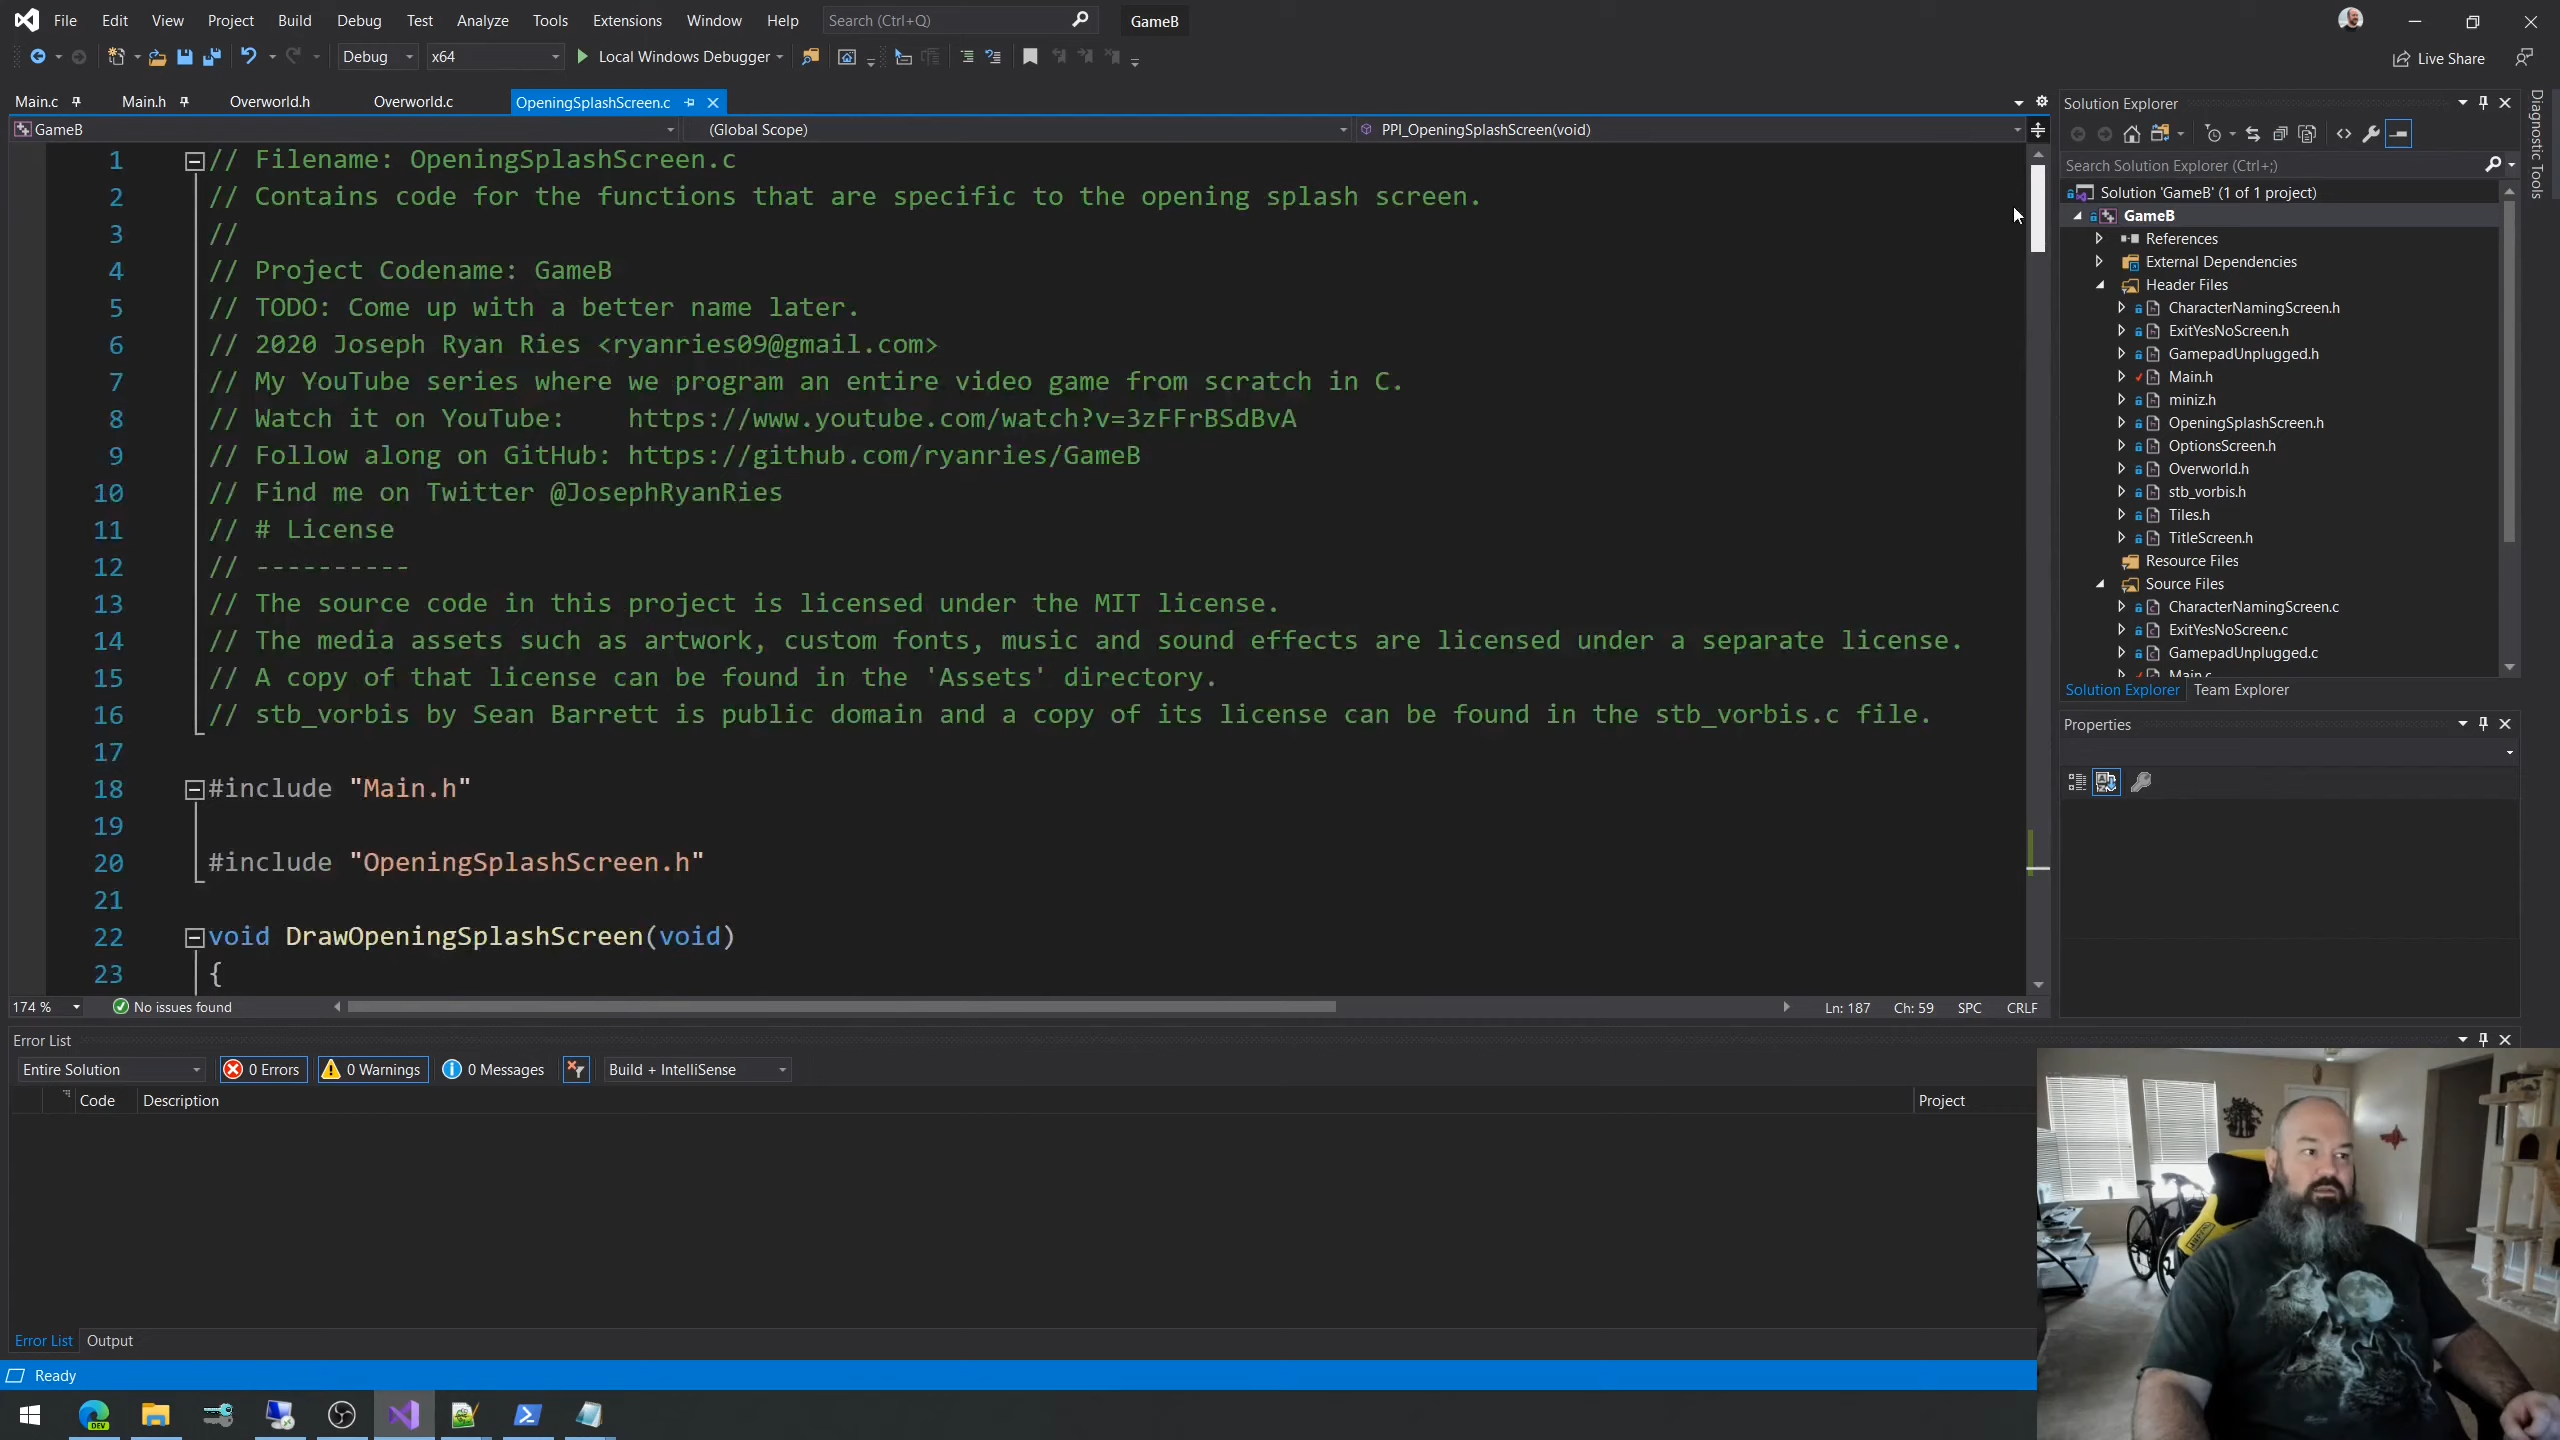 File Edit View Project Build Debug Test Analyze Tools Extensions Window Help Search (Ctrl+Q) GameB
Debug x64 Local Windows Debugger Live Share
Main.c Main.h Overworld.h Overworld.c OpeningSplashScreen.c
GameB (Global Scope) PPI_OpeningSplashScreen(void)
1 // Filename: OpeningSplashScreen.c
2 // Contains code for the functions that are specific to the opening splash screen.
3 //
4 // Project Codename: GameB
5 // TODO: Come up with a better name later.
6 // 2020 Joseph Ryan Ries <ryanries09@gmail.com>
7 // My YouTube series where we program an entire video game from scratch in C.
8 // Watch it on YouTube: https://www.youtube.com/watch?v=3zFFrBSdBvA
9 // Follow along on GitHub: https://github.com/ryanries/GameB
10 // Find me on Twitter @JosephRyanRies
11 // # License
12 // ----------
13 // The source code in this project is licensed under the MIT license.
14 // The media assets such as artwork, custom fonts, music and sound effects are licensed under a separate license.
15 // A copy of that license can be found in the 'Assets' directory.
16 // stb_vorbis by Sean Barrett is public domain and a copy of its license can be found in the stb_vorbis.c file.
17
18 #include "Main.h"
19
20 #include "OpeningSplashScreen.h"
21
22 void DrawOpeningSplashScreen(void)
23 {
174 % No issues found Ln: 187 Ch: 59 SPC CRLF
Solution Explorer
Search Solution Explorer (Ctrl+;)
Solution 'GameB' (1 of 1 project)
GameB
References
External Dependencies
Header Files
CharacterNamingScreen.h
ExitYesNoScreen.h
GamepadUnplugged.h
Main.h
miniz.h
OpeningSplashScreen.h
OptionsScreen.h
Overworld.h
stb_vorbis.h
Tiles.h
TitleScreen.h
Resource Files
Source Files
CharacterNamingScreen.c
ExitYesNoScreen.c
GamepadUnplugged.c
Main.c
Solution Explorer Team Explorer
Properties
Diagnostic Tools
Error List
Entire Solution 0 Errors 0 Warnings 0 Messages Build + IntelliSense
Code Description Project
Error List Output
Ready
DEV